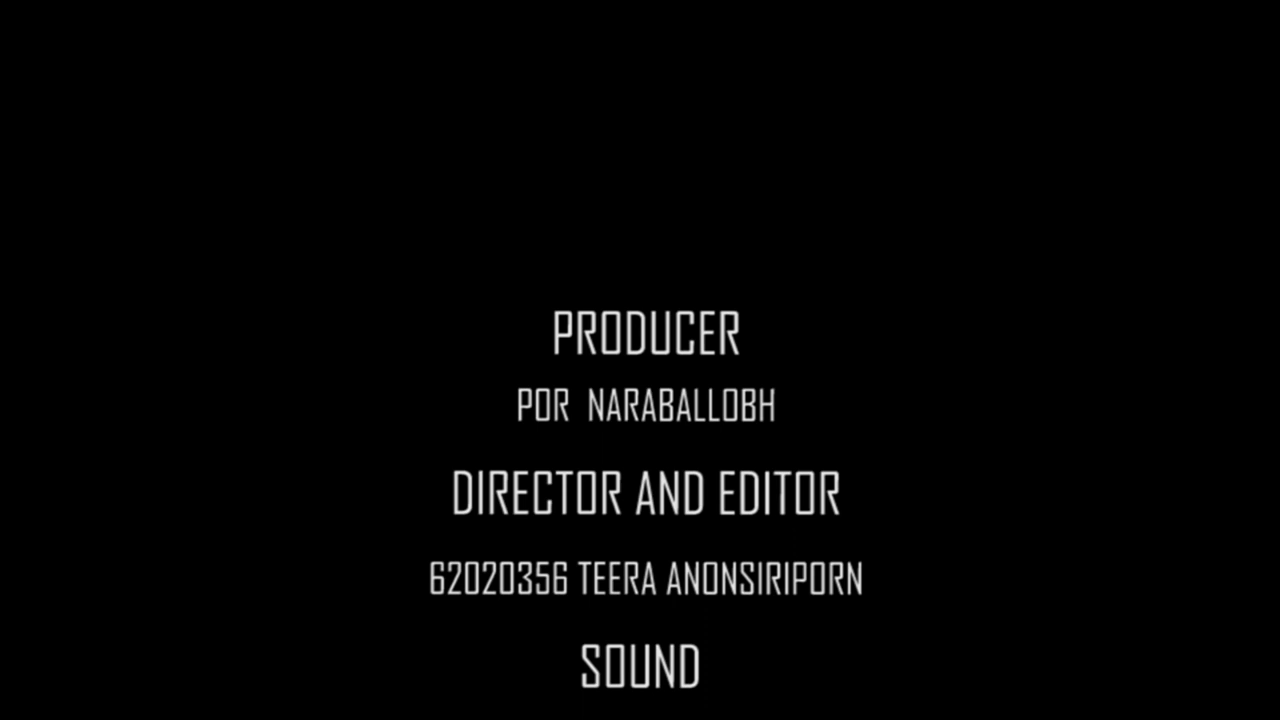 PRODUCER
POR NARABALLOBH
DIRECTOR AND EDITOR
62020356 TEERA ANONSIRIPORN
SOUND